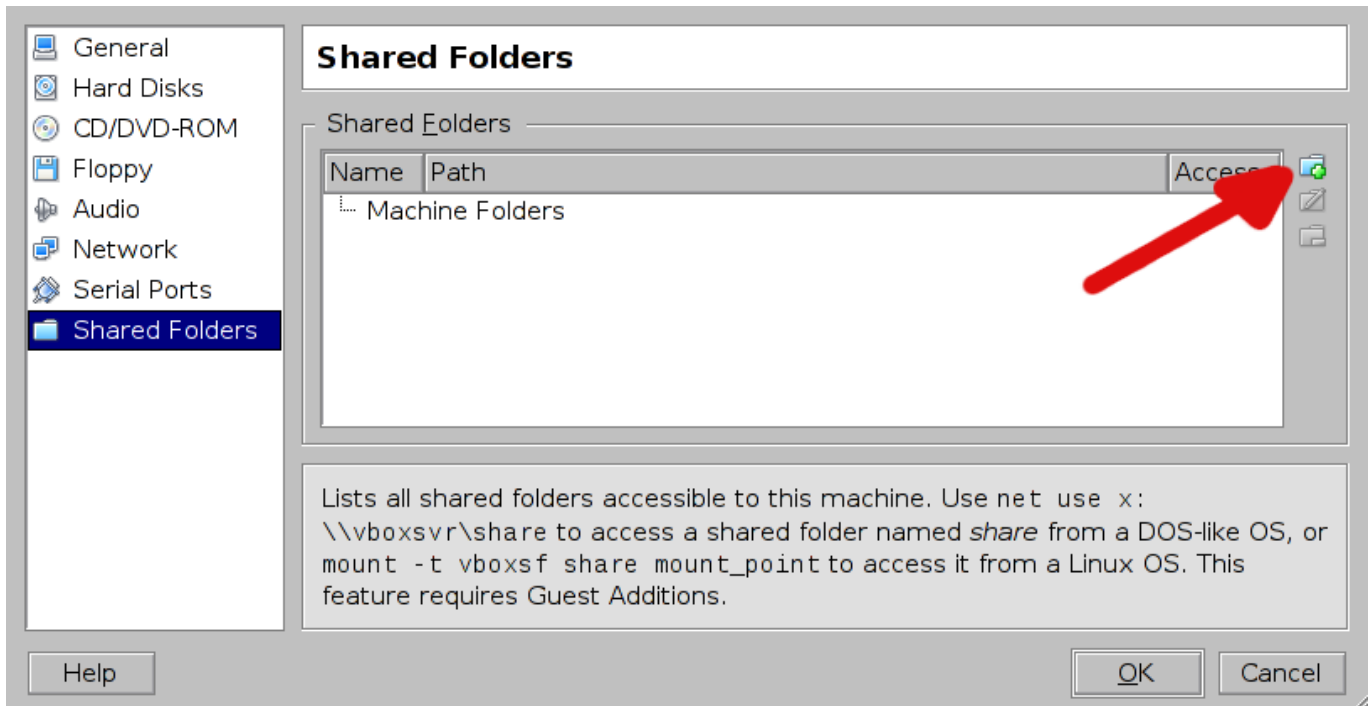 General
Hard Disks
CD/DVD-ROM
Floppy
Audio
Network
Serial Ports
Shared Folders
Shared Folders
Shared Folders
Name Path Access
Machine Folders
Lists all shared folders accessible to this machine. Use net use x:
\\vboxsvr\share to access a shared folder named share from a DOS-like OS, or
mount -t vboxsf share mount_point to access it from a Linux OS. This
feature requires Guest Additions.
Help
OK Cancel